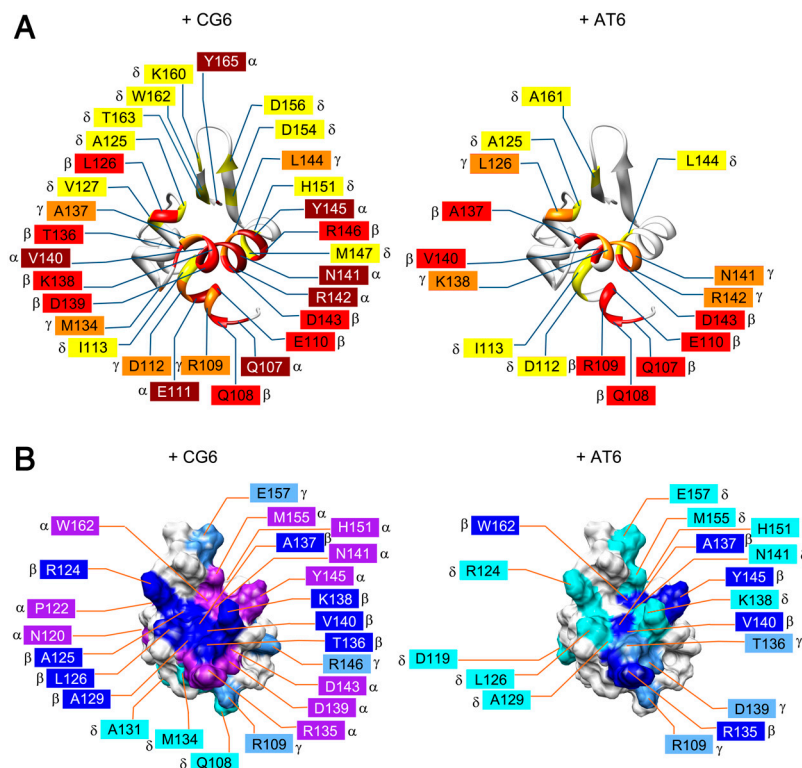 A
+ CG6
+ AT6
Y165 α
δ K160
δ W162
δ T163
δ A125
β L126
δ V127
γ A137
β T136
α V140
β K138
β D139
γ M134
δ I113
γ D112
α E111
γ R109
Q108 β
Q107 α
E110 β
D143 β
R142 α
N141 α
M147 δ
R146 β
Y145 α
H151 δ
L144 γ
D154 δ
D156 δ
δ A161
δ A125
γ L126
β A137
β V140
γ K138
δ I113
δ D112
β R109
β Q108
Q107 β
E110 β
D143 β
R142 γ
N141 γ
L144 δ
B
+ CG6
+ AT6
E157 γ
M155 α
H151 α
A137 β
N141 α
Y145 α
K138 β
V140 β
T136 β
R146 γ
D143 α
D139 α
R135 α
R109 γ
δ Q108
δ M134
δ A131
β A129
β L126
β A125
α N120
α P122
β R124
α W162
E157 δ
M155 δ
H151
A137 β
N141 δ
Y145 β
K138 δ
V140 β
T136 γ
D139 γ
R135 β
R109 γ
δ A129
δ L126
δ D119
δ R124
β W162